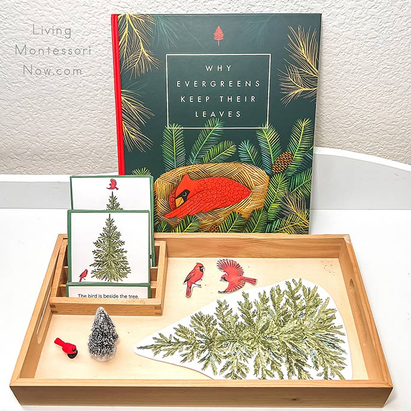 Living
Montessori
Now.com
WHY
EVERGREENS
KEEP THEIR
LEAVES
The bird is beside the tree.